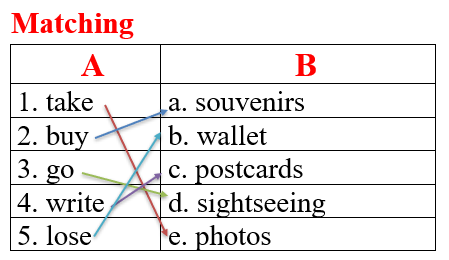 Matching
A B
1. take a. souvenirs
2. buy b. wallet
3. go c. postcards
4. write d. sightseeing
5. lose e. photos